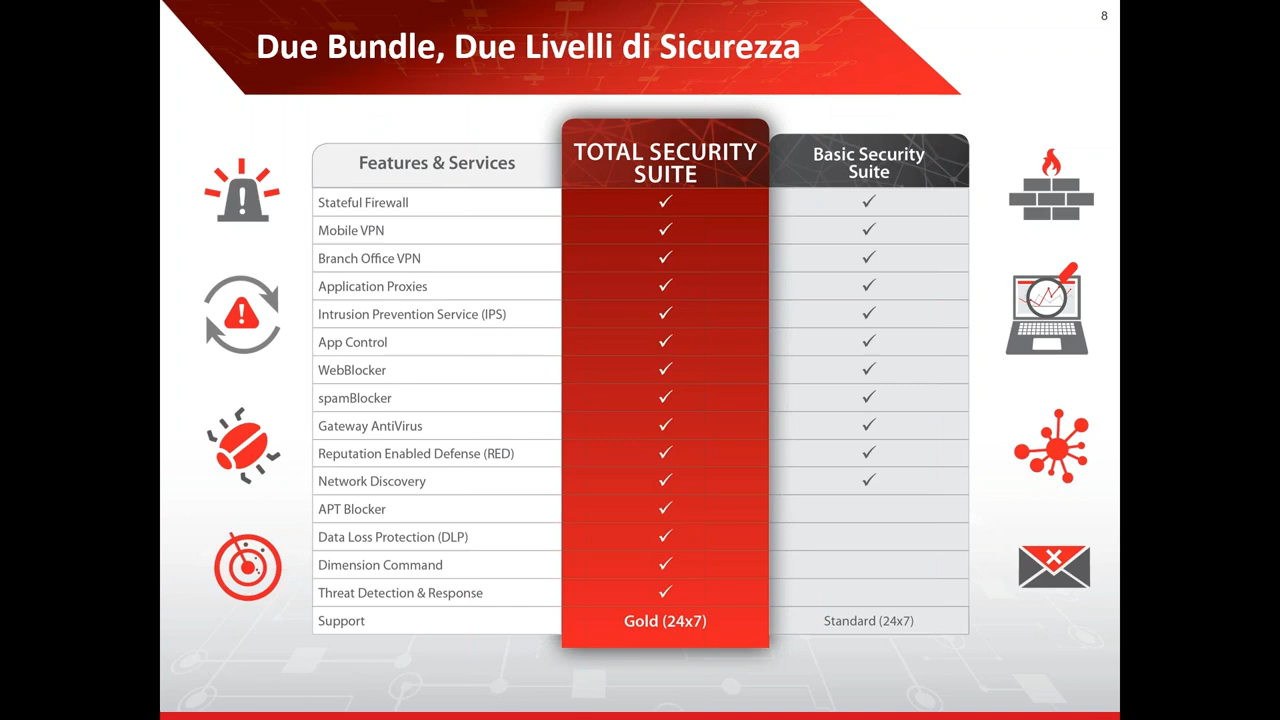 8
Due Bundle, Due Livelli di Sicurezza
Features & Services
TOTAL SECURITY
SUITE
Basic Security
Suite
Stateful Firewall ✓ ✓
Mobile VPN ✓ ✓
Branch Office VPN ✓ ✓
Application Proxies ✓ ✓
Intrusion Prevention Service (IPS) ✓ ✓
App Control ✓ ✓
WebBlocker ✓ ✓
spamBlocker ✓ ✓
Gateway AntiVirus ✓ ✓
Reputation Enabled Defense (RED) ✓ ✓
Network Discovery ✓ ✓
APT Blocker ✓
Data Loss Protection (DLP) ✓
Dimension Command ✓
Threat Detection & Response ✓
Support Gold (24x7) Standard (24x7)